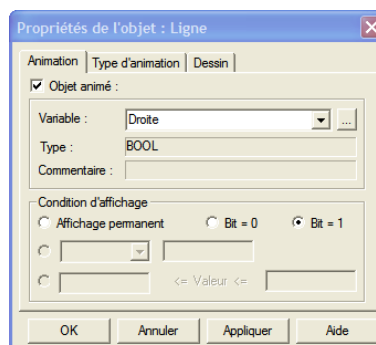 Propriétés de l'objet : Ligne
Animation Type d'animation Dessin
Objet animé :
Variable : Droite ...
Type : BOOL
Commentaire :
Condition d'affichage
Affichage permanent Bit = 0 Bit = 1
<= Valeur <=
OK Annuler Appliquer Aide